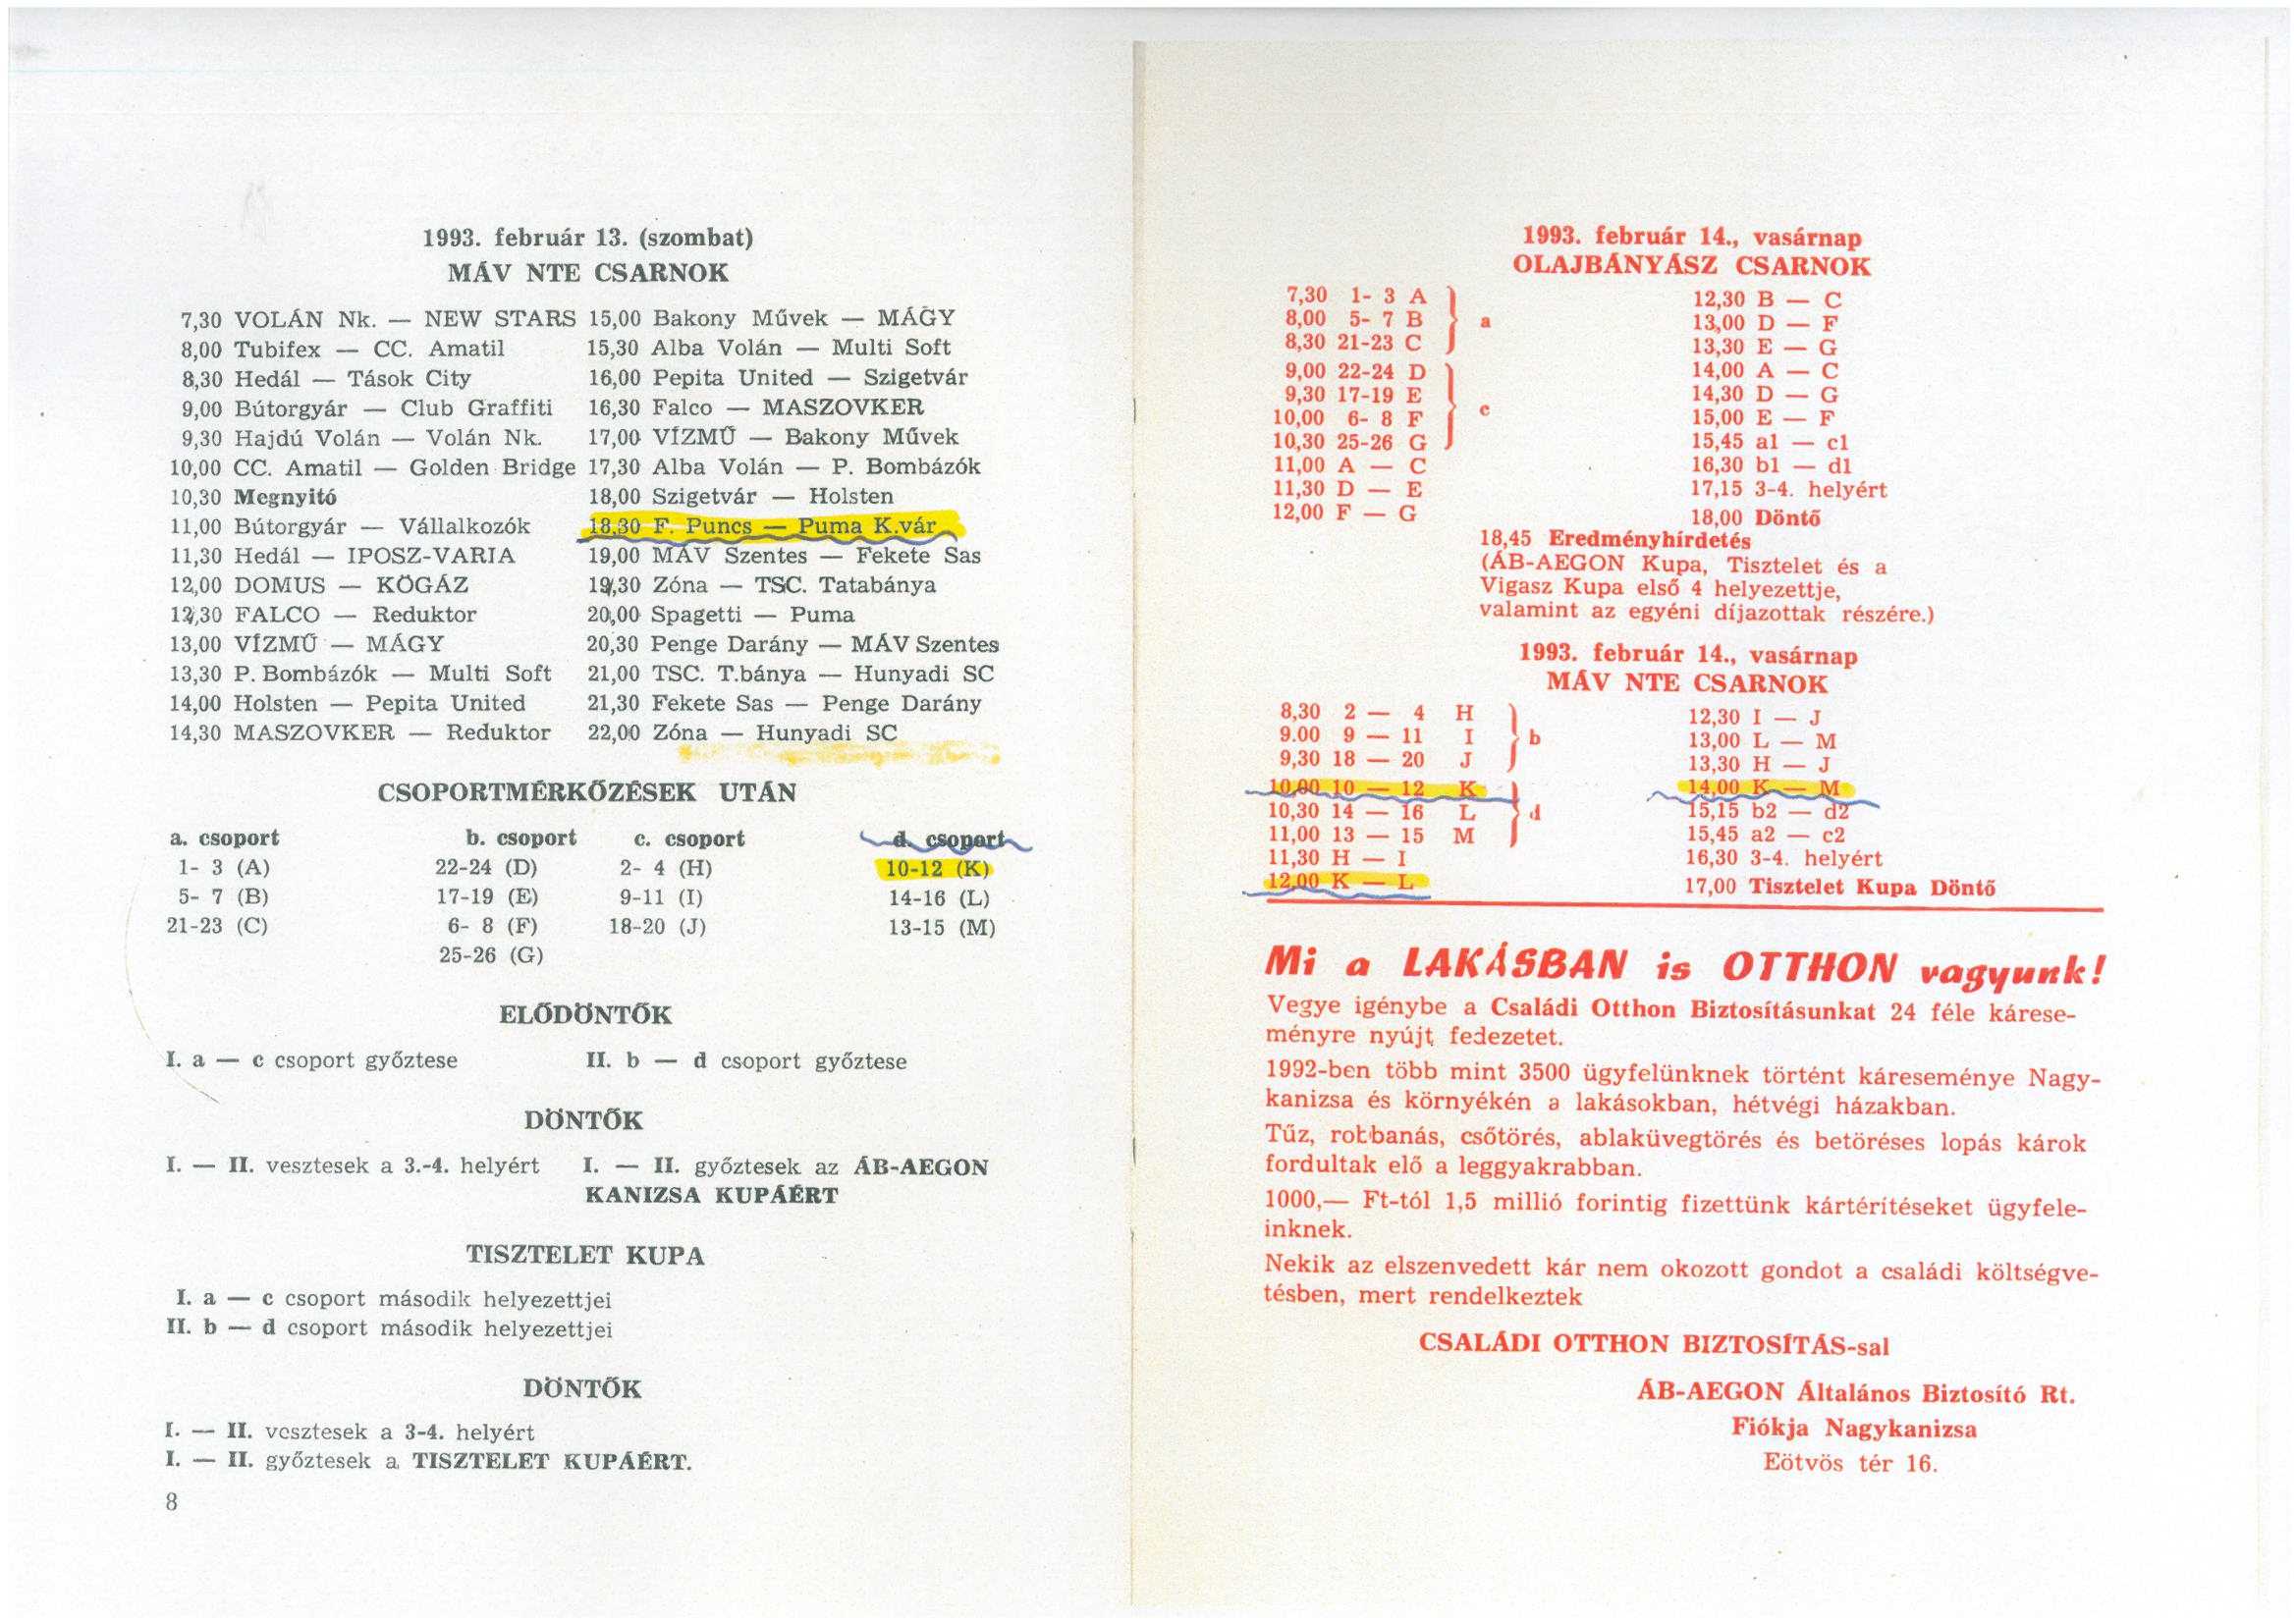 1993. február 13. (szombat)
MÁV NTE CSARNOK
7,30 VOLÁN Nk. — NEW STARS
8,00 Tubifex — CC. Amatil
8,30 Hedál — Tások City
9,00 Bútorgyár — Club Graffiti
9,30 Hajdú Volán — Volán Nk.
10,00 CC. Amatil — Golden Bridge
10,30 Megnyitó
11,00 Bútorgyár — Vállalkozók
11,30 Hedál — IPOSZ-VARIA
12,00 DOMUS — KÖGÁZ
12,30 FALCO — Reduktor
13,00 VÍZMŰ — MÁGY
13,30 P. Bombázók — Multi Soft
14,00 Holsten — Pepita United
14,30 MASZOVKER — Reduktor
15,00 Bakony Művek — MÁGY
15,30 Alba Volán — Multi Soft
16,00 Pepita United — Szigetvár
16,30 Falco — MASZOVKER
17,00 VÍZMŰ — Bakony Művek
17,30 Alba Volán — P. Bombázók
18,00 Szigetvár — Holsten
18,30 F. Puncs — Puma K.vár
19,00 MÁV Szentes — Fekete Sas
19,30 Zóna — TSC. Tatabánya
20,00 Spagetti — Puma
20,30 Penge Darány — MÁV Szentes
21,00 TSC. T.bánya — Hunyadi SC
21,30 Fekete Sas — Penge Darány
22,00 Zóna — Hunyadi SC
CSOPORTMÉRKŐZÉSEK UTÁN
a. csoport b. csoport c. csoport d. csoport
1- 3 (A) 22-24 (D) 2- 4 (H) 10-12 (K)
5- 7 (B) 17-19 (E) 9-11 (I) 14-16 (L)
21-23 (C) 6- 8 (F) 18-20 (J) 13-15 (M)
25-26 (G)
ELŐDÖNTŐK
I. a — c csoport győztese II. b — d csoport győztese
DÖNTŐK
I. — II. vesztesek a 3.-4. helyért I. — II. győztesek az ÁB-AEGON
KANIZSA KUPÁÉRT
TISZTELET KUPA
I. a — c csoport második helyezettjei
II. b — d csoport második helyezettjei
DÖNTŐK
I. — II. vesztesek a 3-4. helyért
I. — II. győztesek a TISZTELET KUPÁÉRT.
8
1993. február 14., vasárnap
OLAJBÁNYÁSZ CSARNOK
7,30 1- 3 A
8,00 5- 7 B a
8,30 21-23 C
9,00 22-24 D
9,30 17-19 E
10,00 6- 8 F c
10,30 25-26 G
11,00 A — C
11,30 D — E
12,00 F — G
12,30 B — C
13,00 D — F
13,30 E — G
14,00 A — C
14,30 D — G
15,00 E — F
15,45 a1 — c1
16,30 b1 — d1
17,15 3-4. helyért
18,00 Döntő
18,45 Eredményhírdetés
(ÁB-AEGON Kupa, Tisztelet és a
Vigasz Kupa első 4 helyezettje,
valamint az egyéni díjazottak részére.)
1993. február 14., vasárnap
MÁV NTE CSARNOK
8,30 2 — 4 H
9.00 9 — 11 I b
9,30 18 — 20 J
10,00 10 — 12 K
10,30 14 — 16 L d
11,00 13 — 15 M
11,30 H — I
12,00 K — L
12,30 I — J
13,00 L — M
13,30 H — J
14,00 K — M
15,15 b2 — d2
15,45 a2 — c2
16,30 3-4. helyért
17,00 Tisztelet Kupa Döntő
Mi a LAKÁSBAN is OTTHON vagyunk!
Vegye igénybe a Családi Otthon Biztosításunkat 24 féle kárese-
ményre nyújt fedezetet.
1992-ben több mint 3500 ügyfelünknek történt káreseménye Nagy-
kanizsa és környékén a lakásokban, hétvégi házakban.
Tűz, robbanás, csőtörés, ablaküvegtörés és betöréses lopás károk
fordultak elő a leggyakrabban.
1000,— Ft-tól 1,5 millió forintig fizettünk kártérítéseket ügyfele-
inknek.
Nekik az elszenvedett kár nem okozott gondot a családi költségve-
tésben, mert rendelkeztek
CSALÁDI OTTHON BIZTOSÍTÁS-sal
ÁB-AEGON Általános Biztosító Rt.
Fiókja Nagykanizsa
Eötvös tér 16.